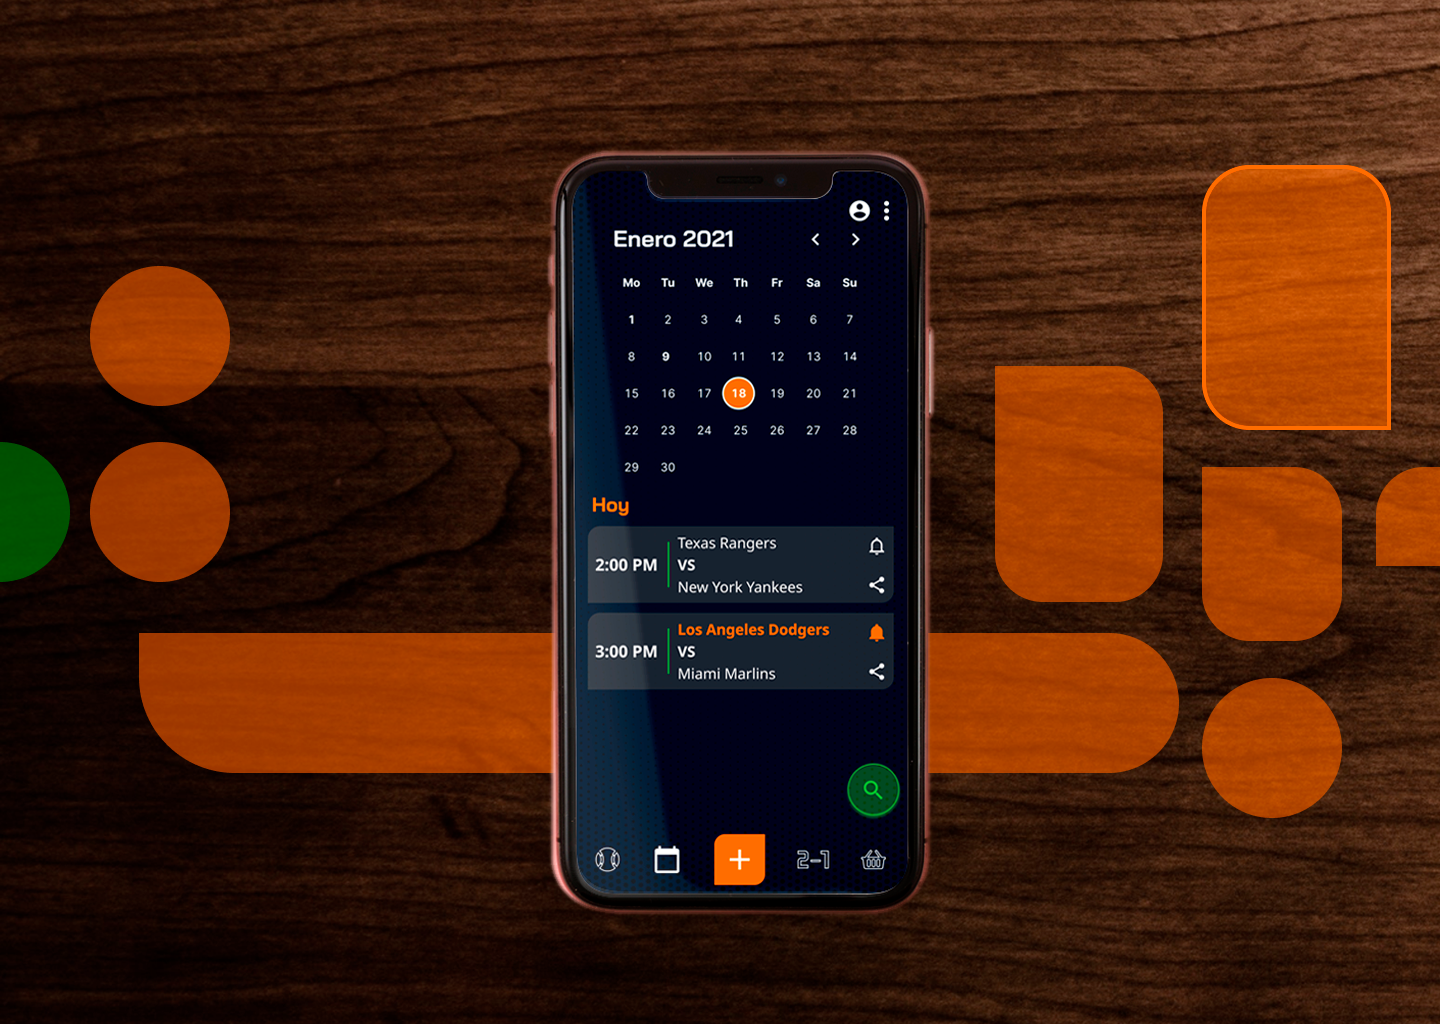 Enero 2021
Mo Tu We Th Fr Sa Su
1 2 3 4 5 6 7
8 9 10 11 12 13 14
15 16 17 18 19 20 21
22 23 24 25 26 27 28
29 30
Hoy
2:00 PM
Texas Rangers
VS
New York Yankees
3:00 PM
Los Angeles Dodgers
VS
Miami Marlins
2-1